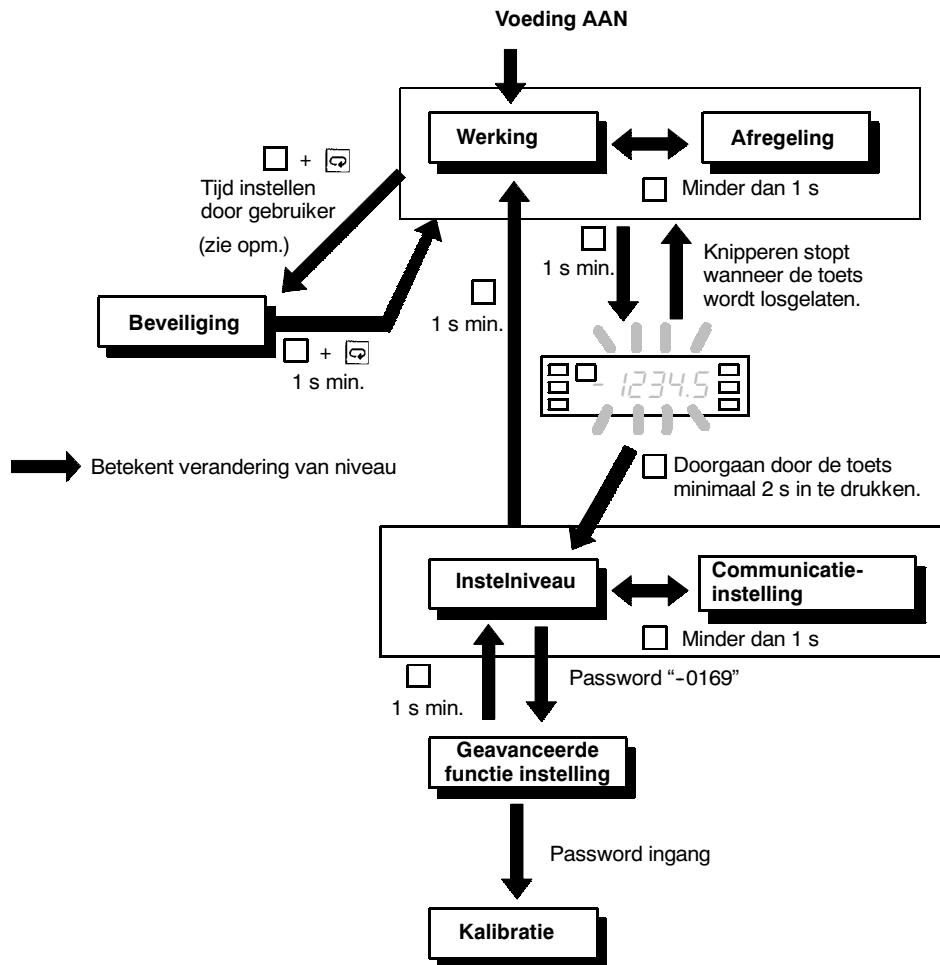 Voeding AAN
Werking
Afregeling
Minder dan 1 s
+
Tijd instellen
door gebruiker
(zie opm.)
1 s min.
Knipperen stopt
wanneer de toets
wordt losgelaten.
1 s min.
Beveiliging
+
1 s min.
- 1234.5
Betekent verandering van niveau
Doorgaan door de toets
minimaal 2 s in te drukken.
Instelniveau
Communicatie-
instelling
Minder dan 1 s
1 s min.
Password “-0169”
Geavanceerde
functie instelling
Password ingang
Kalibratie